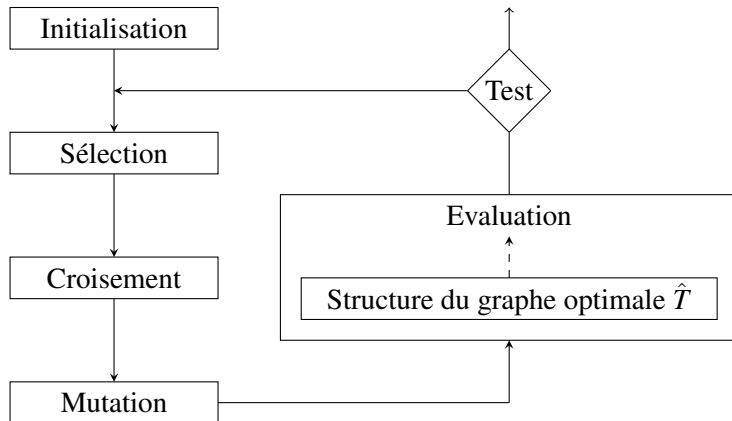 Initialisation
Test
Sélection
Evaluation
Croisement
Structure du graphe optimale T̂
Mutation